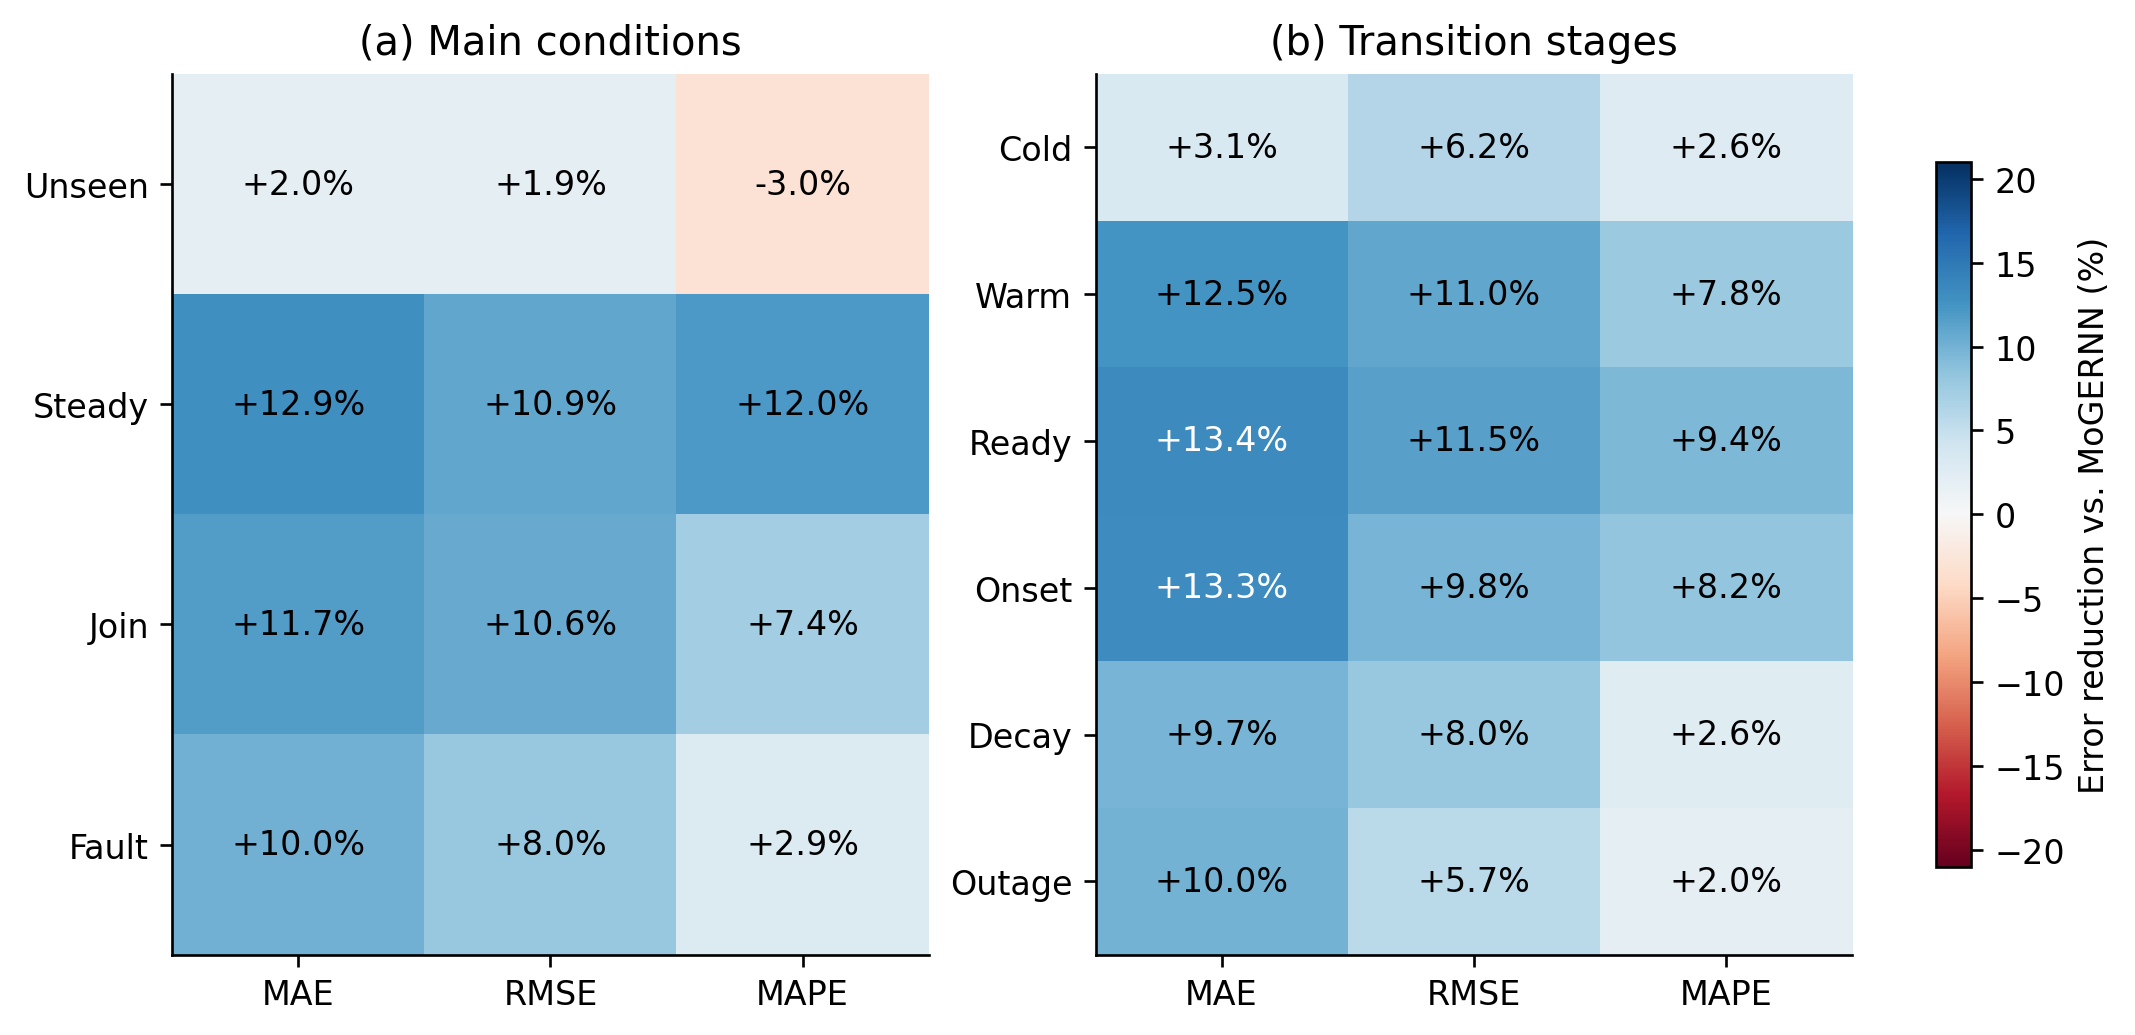 (a) Main conditions
Unseen +2.0% +1.9% -3.0%
Steady +12.9% +10.9% +12.0%
Join +11.7% +10.6% +7.4%
Fault +10.0% +8.0% +2.9%
MAE RMSE MAPE
(b) Transition stages
Cold +3.1% +6.2% +2.6%
Warm +12.5% +11.0% +7.8%
Ready +13.4% +11.5% +9.4%
Onset +13.3% +9.8% +8.2%
Decay +9.7% +8.0% +2.6%
Outage +10.0% +5.7% +2.0%
MAE RMSE MAPE
20
15
10
5
0
−5
−10
−15
−20
Error reduction vs. MoGERNN (%)